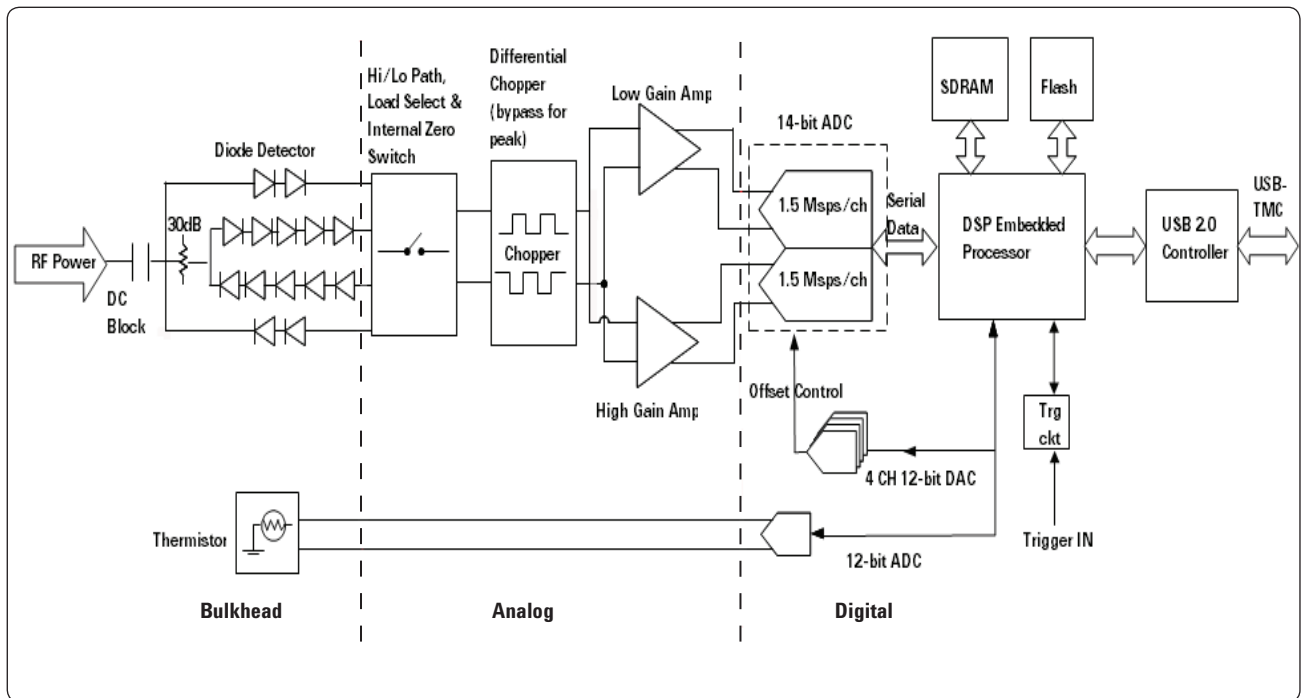 Hi/Lo Path,
Load Select &
Internal Zero
Switch
Differential
Chopper
(bypass for
peak)
Low Gain Amp
14-bit ADC
SDRAM
Flash
Diode Detector
30dB
RF Power
DC
Block
Chopper
1.5 Msps/ch
1.5 Msps/ch
Serial
Data
DSP Embedded
Processor
USB 2.0
Controller
USB-
TMC
High Gain Amp
Offset Control
Trg
ckt
4 CH 12-bit DAC
Thermistor
12-bit ADC
Trigger IN
Bulkhead
Analog
Digital